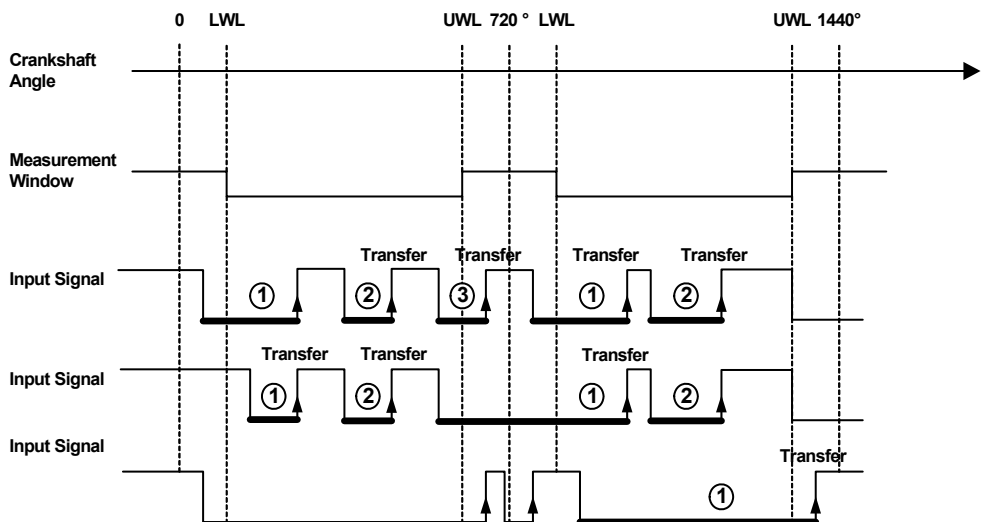 0 LWL UWL 720 ° LWL UWL 1440°
Crankshaft
Angle
Measurement
Window
Transfer Transfer Transfer Transfer
Input Signal
1 2 3 1 2
Transfer Transfer Transfer
Input Signal
1 2 1 2
Input Signal
Transfer
1